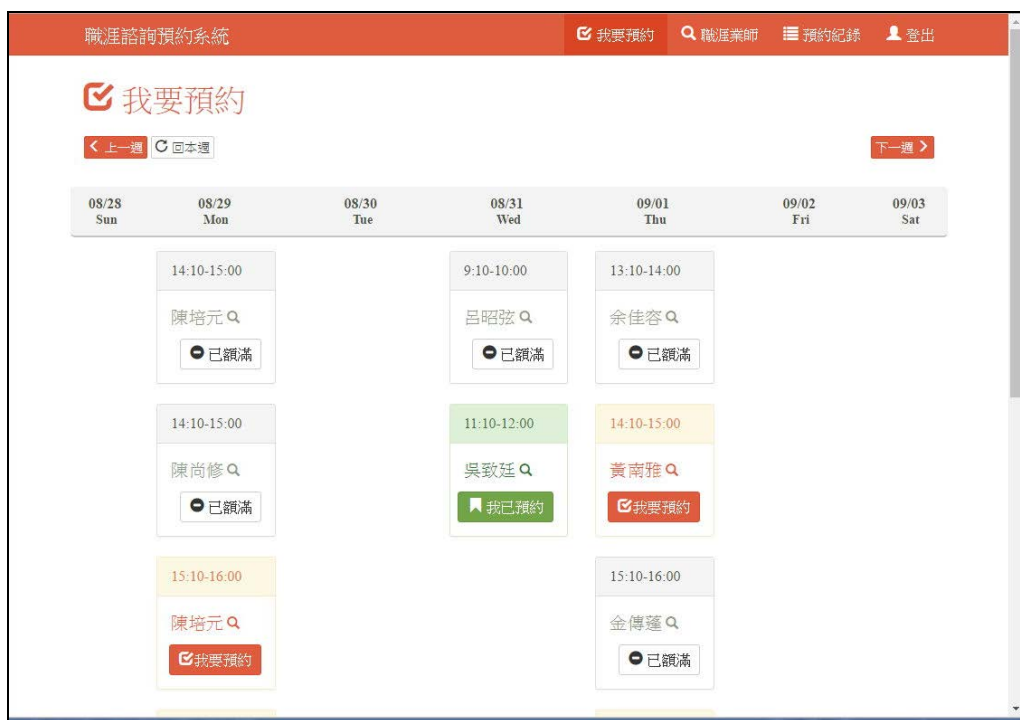 職涯諮詢預約系統
我要預約 職涯業師 預約紀錄 登出
我要預約
上一週 回本週 下一週
08/28 08/29 08/30 08/31 09/01 09/02 09/03
Sun Mon Tue Wed Thu Fri Sat
14:10-15:00 9:10-10:00 13:10-14:00
陳培元 呂昭弦 余佳容
已額滿 已額滿 已額滿
14:10-15:00 11:10-12:00 14:10-15:00
陳尚修 吳致廷 黃南雅
已額滿 我已預約 我要預約
15:10-16:00 15:10-16:00
陳培元 金傳蓬
我要預約 已額滿